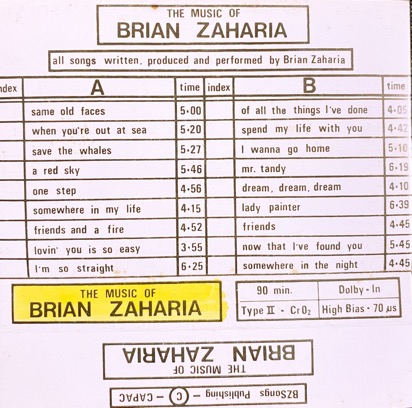 THE MUSIC OF
BRIAN ZAHARIA
all songs written, produced and performed by Brian Zaharia
index A time index B time
same old faces 5·00 of all the things I've done 4·05
when you're out at sea 5·20 spend my life with you 4·42
save the whales 5·27 I wanna go home 5·10
a red sky 5·46 mr. tandy 6·19
one step 4·56 dream, dream, dream 4·10
somewhere in my life 4·15 lady painter 6·39
friends and a fire 4·52 friends 4·45
lovin' you is so easy 3·55 now that I've found you 5·45
I'm so straight 6·25 somewhere in the night 4·45
THE MUSIC OF
BRIAN ZAHARIA
90 min. Dolby - In
Type II - CrO₂ High Bias - 70 µs
THE MUSIC OF
BRIAN ZAHARIA
BZSongs Publishing – © – CAPAC